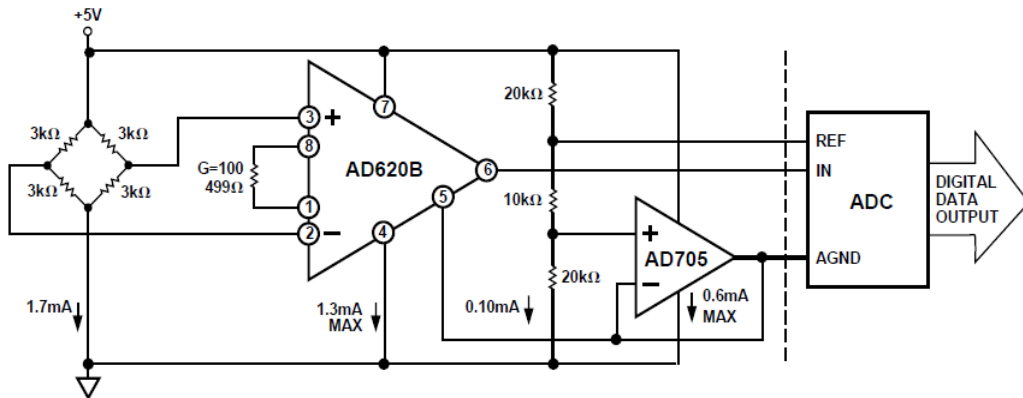 +5V
3kΩ
3kΩ
3kΩ
3kΩ
1.7mA
G=100
499Ω
3
+
8
1
2
−
7
AD620B
6
5
4
1.3mA
MAX
20kΩ
10kΩ
20kΩ
0.10mA
+
AD705
−
0.6mA
MAX
REF
IN
ADC
AGND
DIGITAL
DATA
OUTPUT